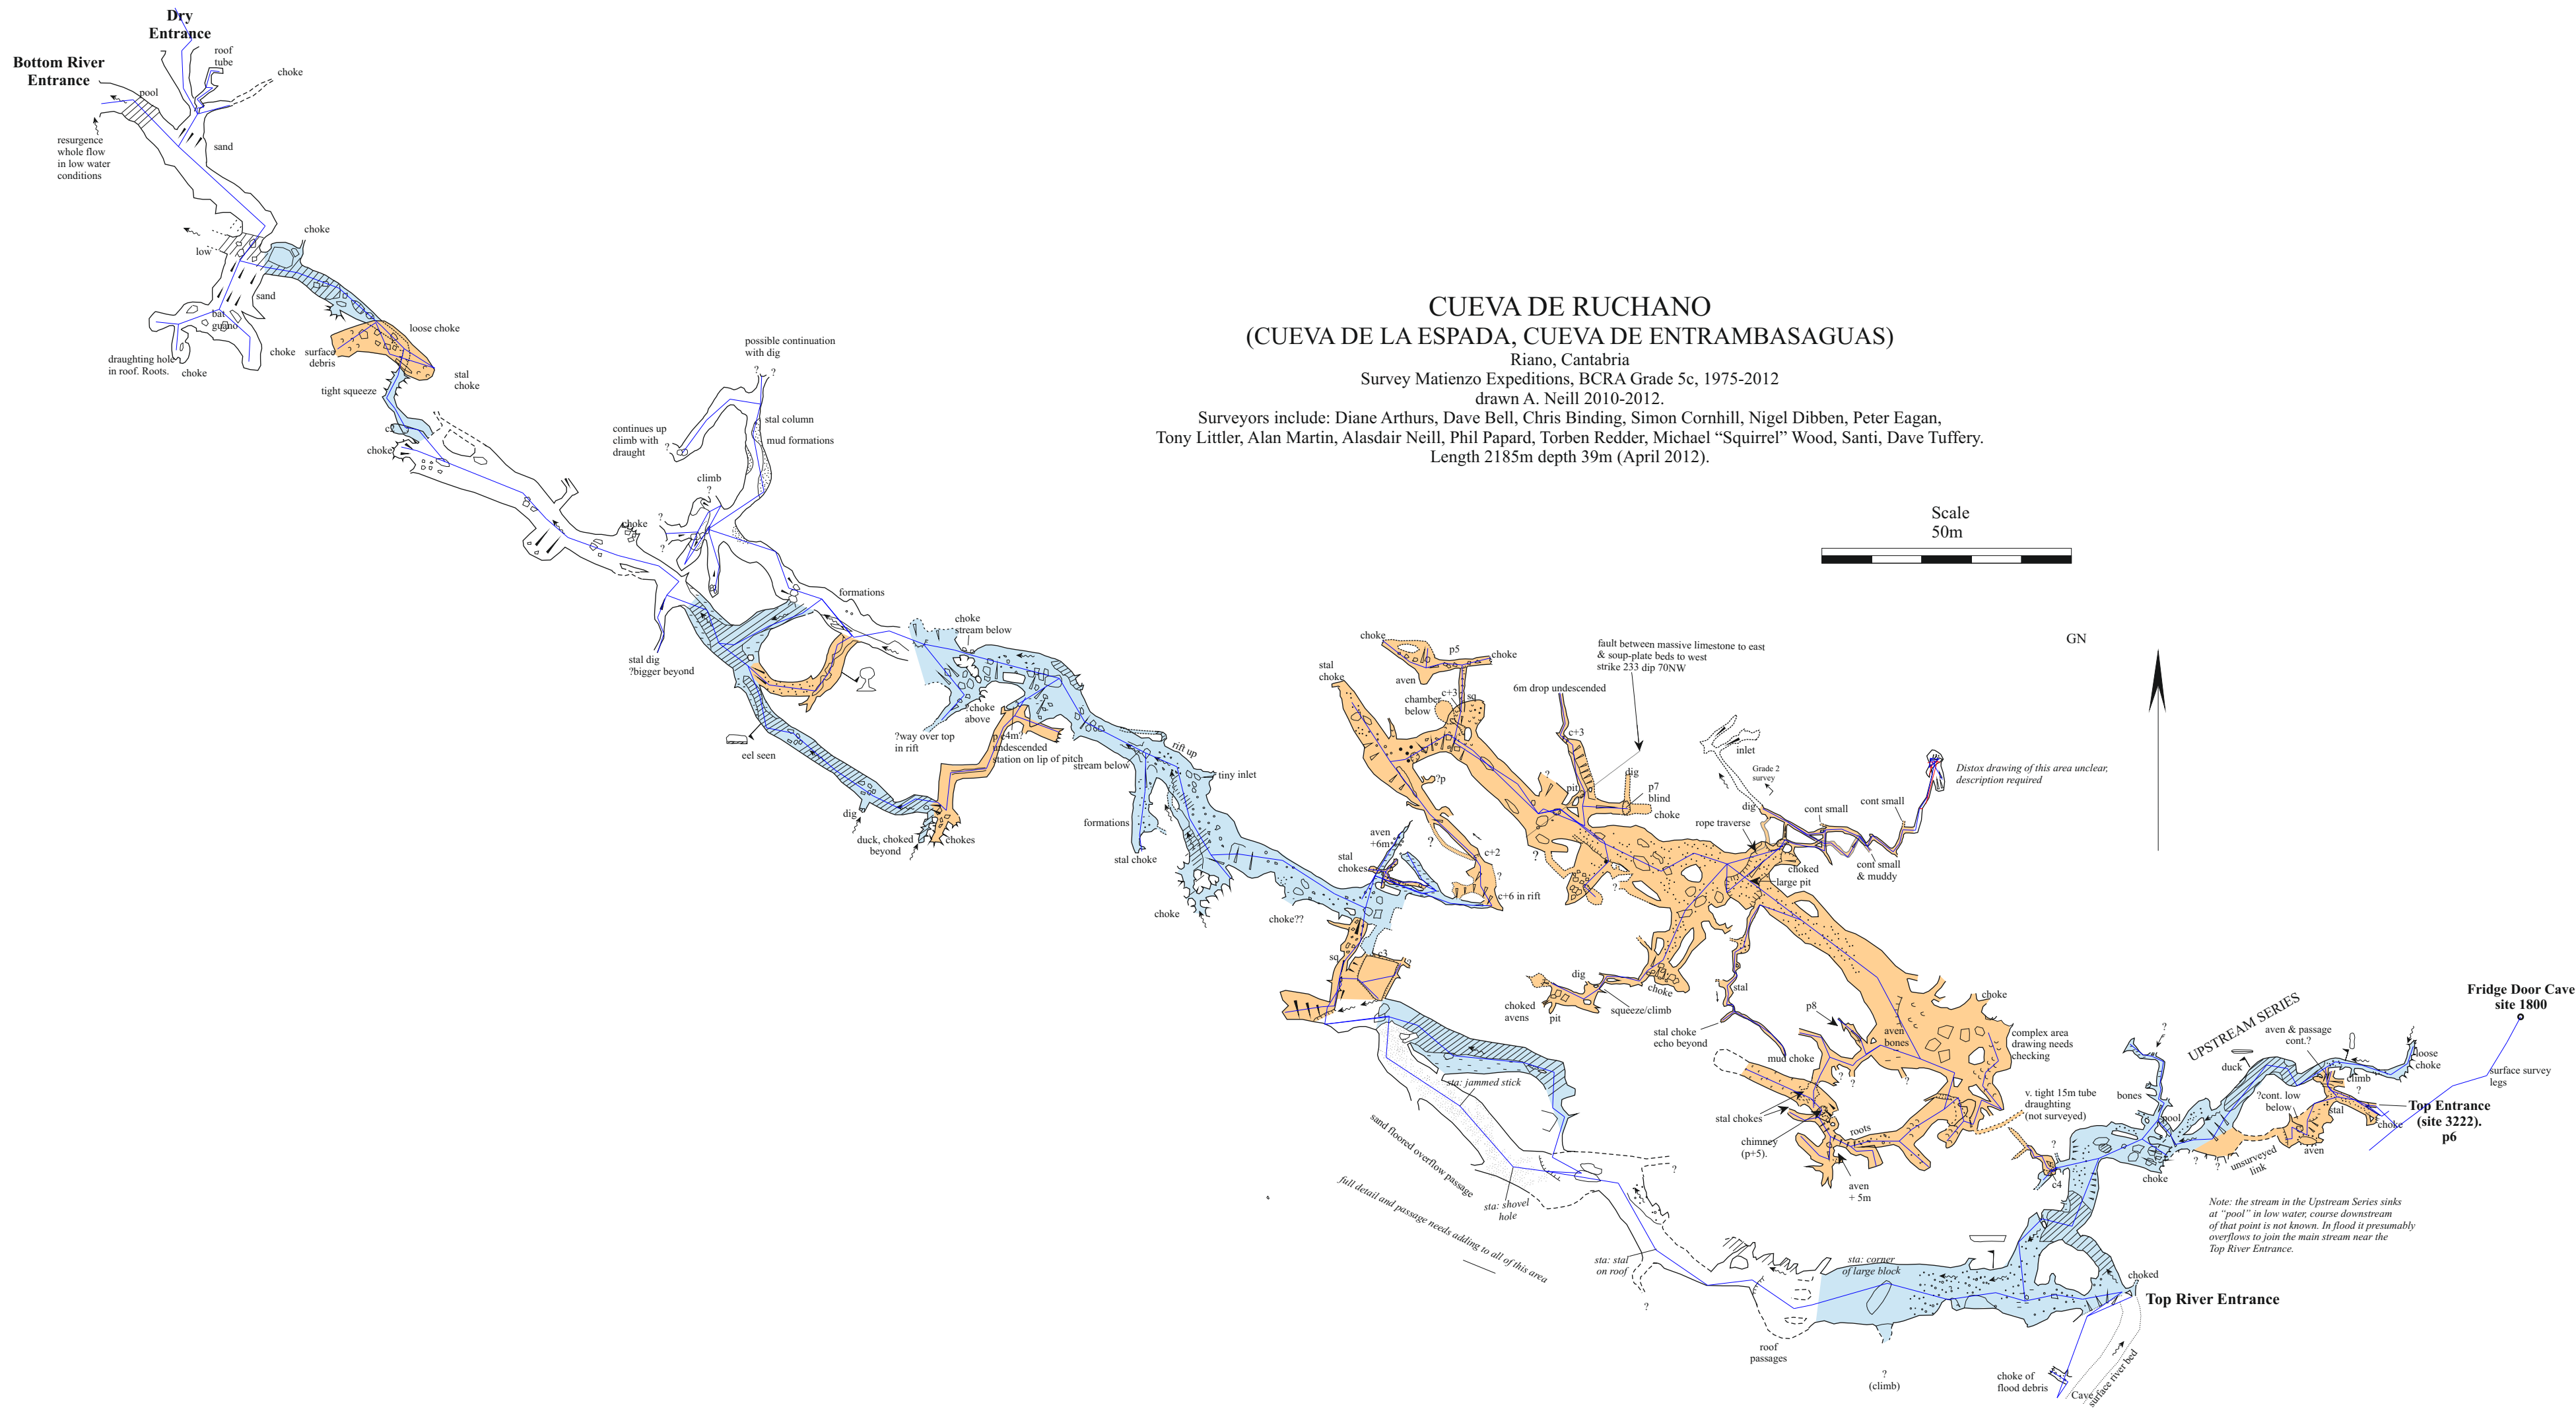 Dry
Entrance
Bottom River
Entrance
roof
tube
choke
pool
resurgence
whole flow
in low water
conditions
sand
choke
low
sand
bat
guano
draughting hole
in roof. Roots.
choke
choke
surface
debris
loose choke
stal
choke
tight squeeze
c2
choke
possible continuation
with dig
? ?
stal column
mud formations
continues up
climb with
draught
?
climb
?
choke
?
?
formations
stal dig
?bigger beyond
eel seen
dig
duck, choked
beyond
chokes
choke
stream below
?choke
above
?way over top
in rift
p c4m?
undescended
station on lip of pitch
stream below
rift up
tiny inlet
formations
stal choke
choke
choke??
CUEVA DE RUCHANO
(CUEVA DE LA ESPADA, CUEVA DE ENTRAMBASAGUAS)
Riano, Cantabria
Survey Matienzo Expeditions, BCRA Grade 5c, 1975-2012
drawn A. Neill 2010-2012.
Surveyors include: Diane Arthurs, Dave Bell, Chris Binding, Simon Cornhill, Nigel Dibben, Peter Eagan,
Tony Littler, Alan Martin, Alasdair Neill, Phil Papard, Torben Redder, Michael “Squirrel” Wood, Santi, Dave Tuffery.
Length 2185m depth 39m (April 2012).
Scale
50m
GN
choke
p5
choke
aven
stal
choke
chamber
below
c+3
sq
6m drop undescended
fault between massive limestone to east
& soup-plate beds to west
strike 233 dip 70NW
c+3
?
pit
dig
p7
blind
choke
?p
?
?
c+2
?
c+6 in rift
aven
+6m
stal
chokes
sq
c3
?
inlet
Grade 2
survey
dig
rope traverse
cont small
cont small
cont small
& muddy
choked
large pit
Distox drawing of this area unclear,
description required
dig
choke
squeeze/climb
choked
avens
pit
stal
stal choke
echo beyond
p8
mud choke
aven
bones
choke
complex area
drawing needs
checking
?
?
?
stal chokes
chimney
(p+5).
roots
aven
+ 5m
v. tight 15m tube
draughting
(not surveyed)
?
c4
sta: jammed stick
sand floored overflow passage
sta: shovel
hole
full detail and passage needs adding to all of this area
?
sta: stal
on roof
?
roof
passages
sta: corner
of large block
?
(climb)
choked
Top River Entrance
choke of
flood debris
Cave
surface river bed
UPSTREAM SERIES
?
bones
pool
choke
duck
aven & passage
cont.?
loose
choke
climb
?
?cont. low
below
stal
choke
?
?
unsurveyed
link
aven
Fridge Door Cave
site 1800
surface survey
legs
Top Entrance
(site 3222).
p6
Note: the stream in the Upstream Series sinks
at “pool” in low water, course downstream
of that point is not known. In flood it presumably
overflows to join the main stream near the
Top River Entrance.